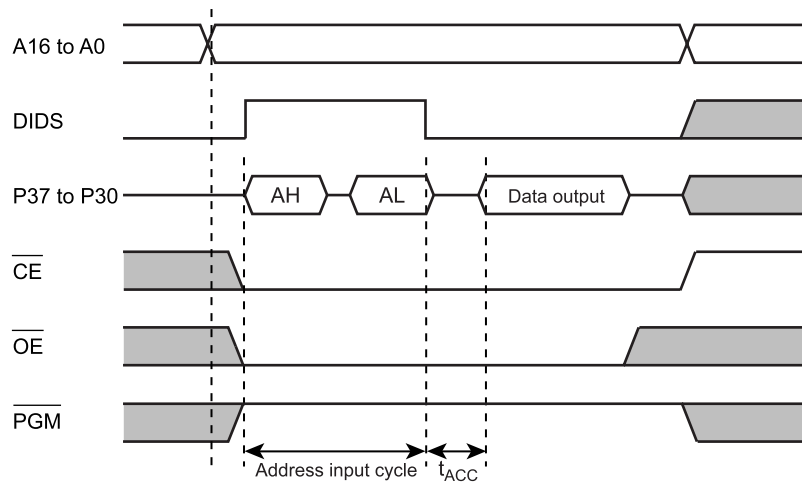 A16 to A0
DIDS
P37 to P30
AH
AL
Data output
CE
OE
PGM
Address input cycle
tACC